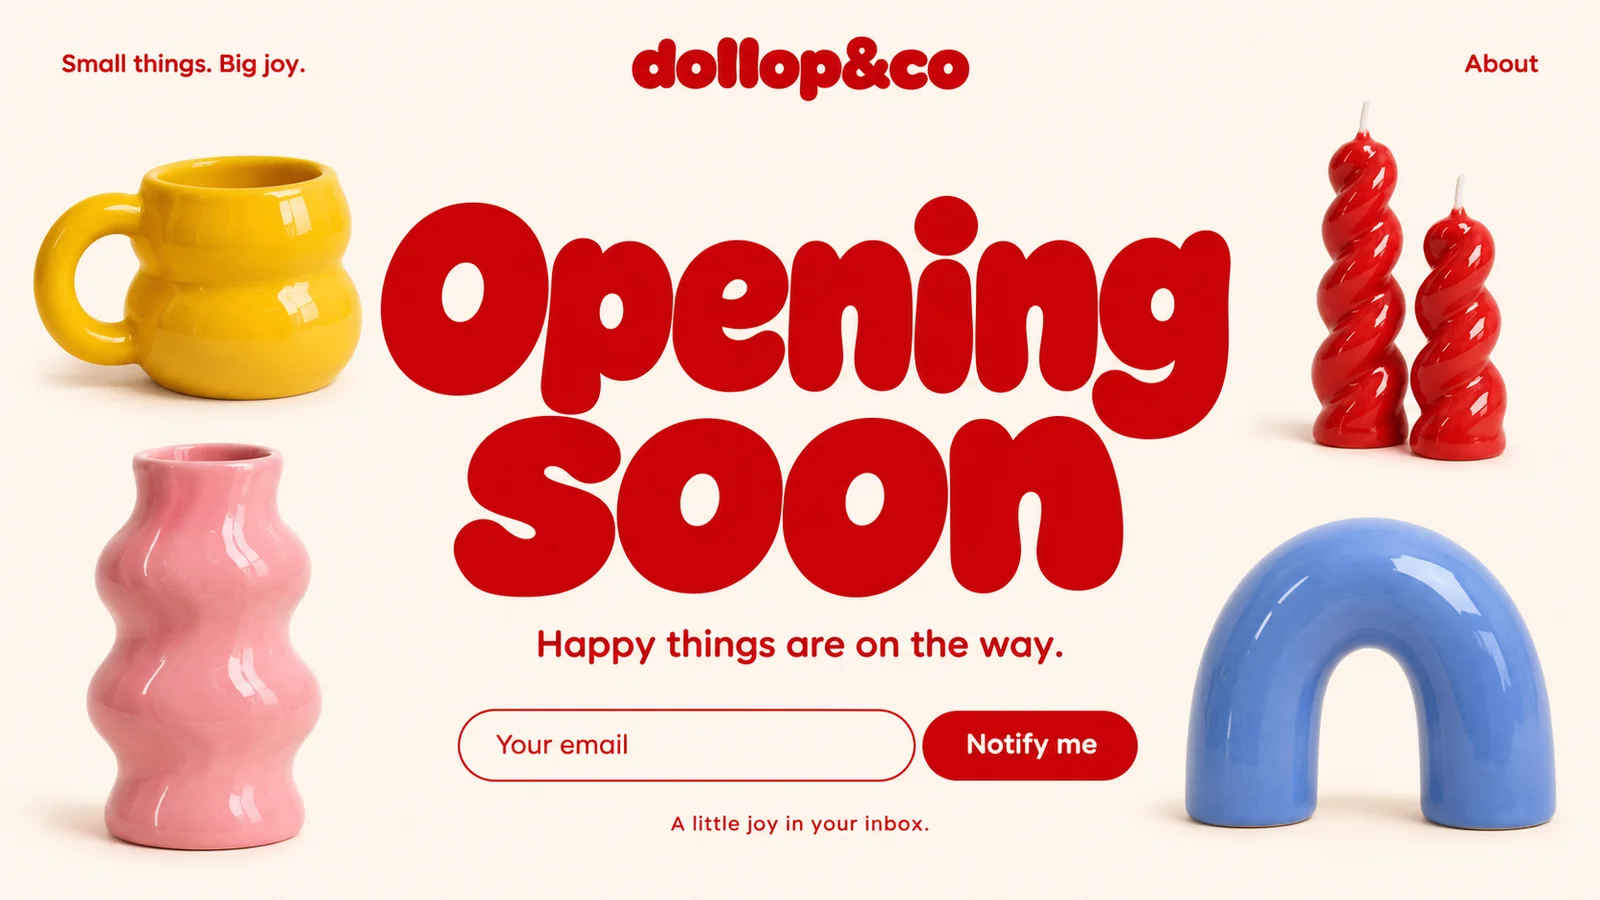 Small things. Big joy.
dollop&co
About
Opening
soon
Happy things are on the way.
Your email
Notify me
A little joy in your inbox.